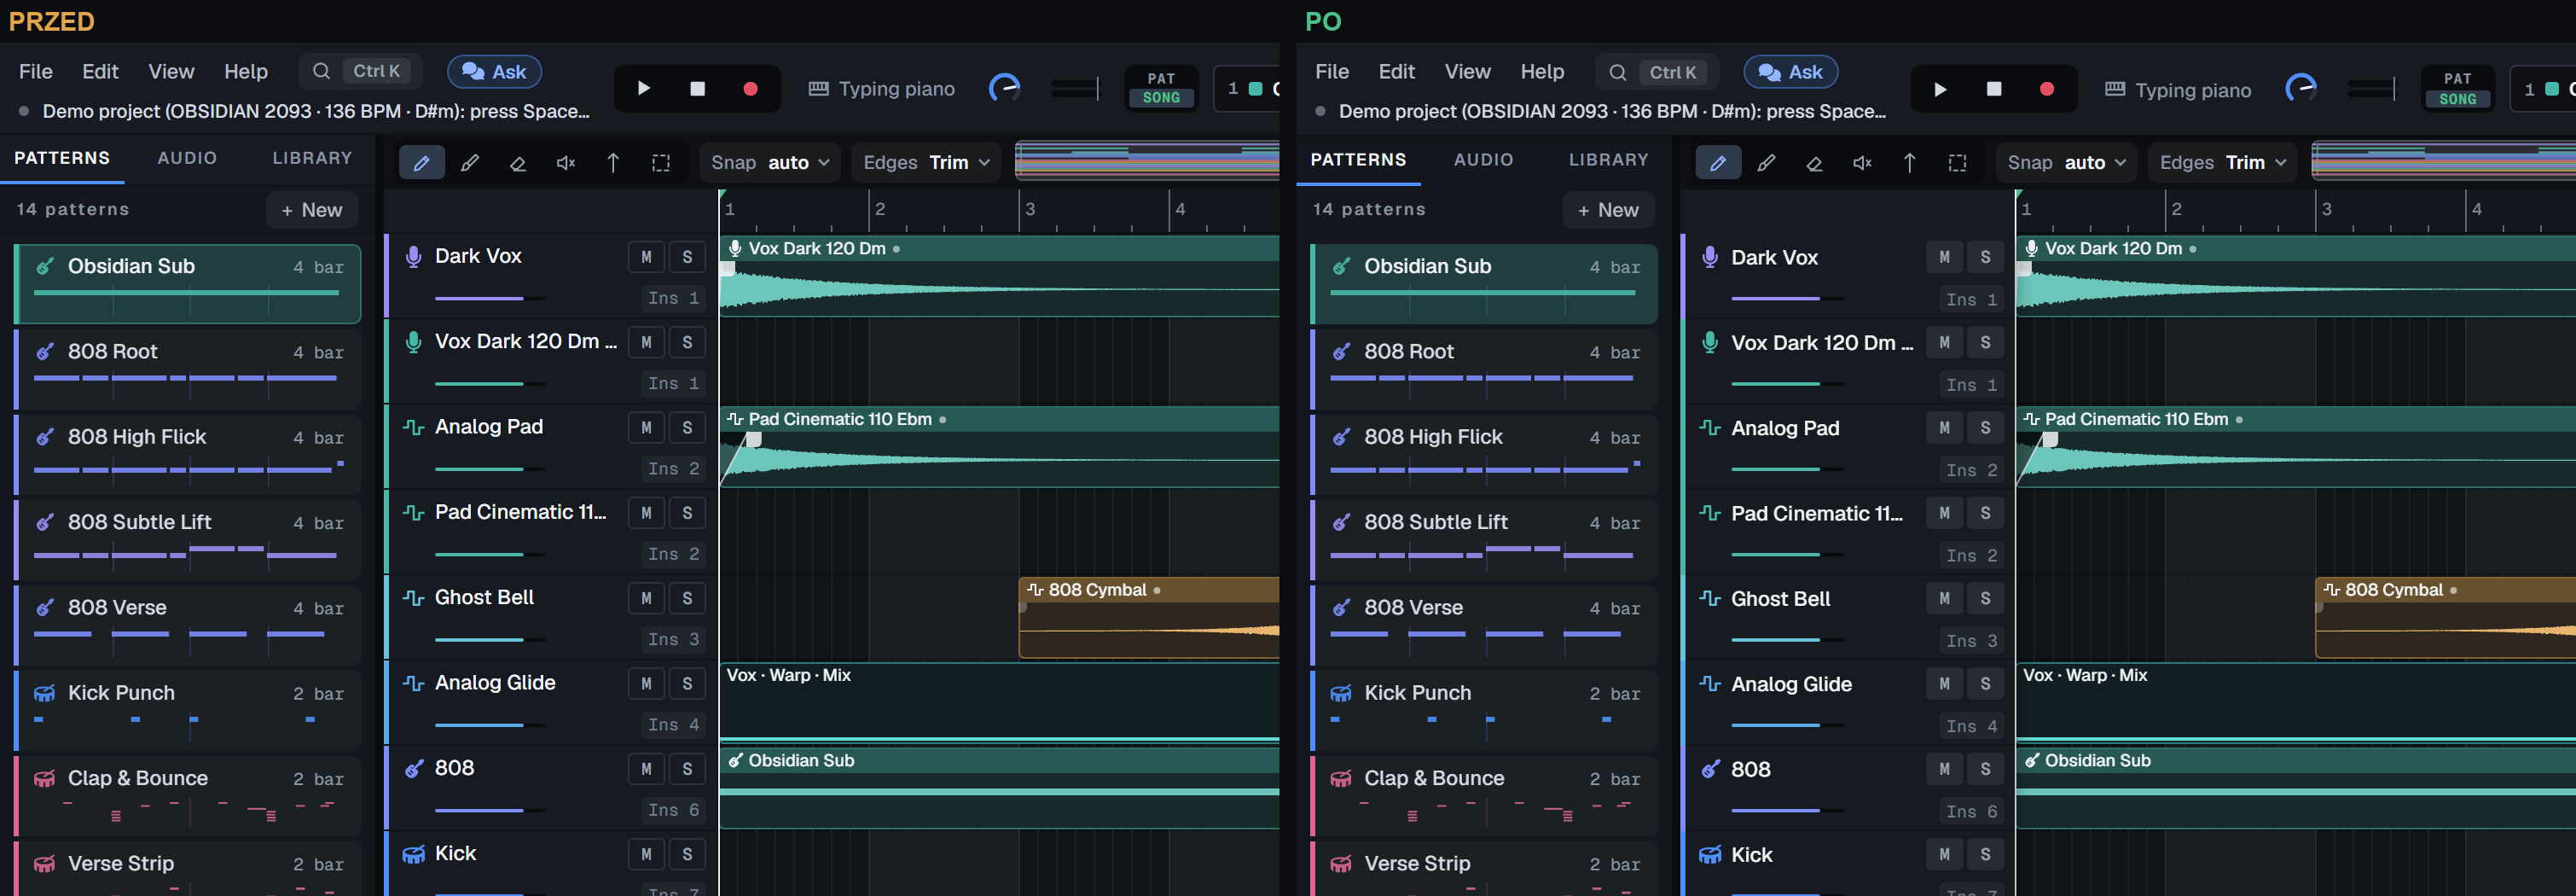 PRZED
File Edit View Help Ctrl K Ask
Demo project (OBSIDIAN 2093 · 136 BPM · D#m): press Space...
Typing piano
PAT
SONG
1
PATTERNS AUDIO LIBRARY
Snap auto
Edges Trim
14 patterns
+ New
1 2 3 4
Obsidian Sub 4 bar
808 Root 4 bar
808 High Flick 4 bar
808 Subtle Lift 4 bar
808 Verse 4 bar
Kick Punch 2 bar
Clap & Bounce 2 bar
Verse Strip 2 bar
Dark Vox M S
Ins 1
Vox Dark 120 Dm ... M S
Ins 1
Analog Pad M S
Ins 2
Pad Cinematic 11... M S
Ins 2
Ghost Bell M S
Ins 3
Analog Glide M S
Ins 4
808 M S
Ins 6
Kick M S
Ins 7
Vox Dark 120 Dm
Pad Cinematic 110 Ebm
808 Cymbal
Vox · Warp · Mix
Obsidian Sub
PO
File Edit View Help Ctrl K Ask
Demo project (OBSIDIAN 2093 · 136 BPM · D#m): press Space...
Typing piano
PAT
SONG
1
PATTERNS AUDIO LIBRARY
Snap auto
Edges Trim
14 patterns
+ New
1 2 3 4
Obsidian Sub 4 bar
808 Root 4 bar
808 High Flick 4 bar
808 Subtle Lift 4 bar
808 Verse 4 bar
Kick Punch 2 bar
Clap & Bounce 2 bar
Verse Strip 2 bar
Dark Vox M S
Ins 1
Vox Dark 120 Dm ... M S
Ins 1
Analog Pad M S
Ins 2
Pad Cinematic 11... M S
Ins 2
Ghost Bell M S
Ins 3
Analog Glide M S
Ins 4
808 M S
Ins 6
Kick M S
Ins 7
Vox Dark 120 Dm
Pad Cinematic 110 Ebm
808 Cymbal
Vox · Warp · Mix
Obsidian Sub